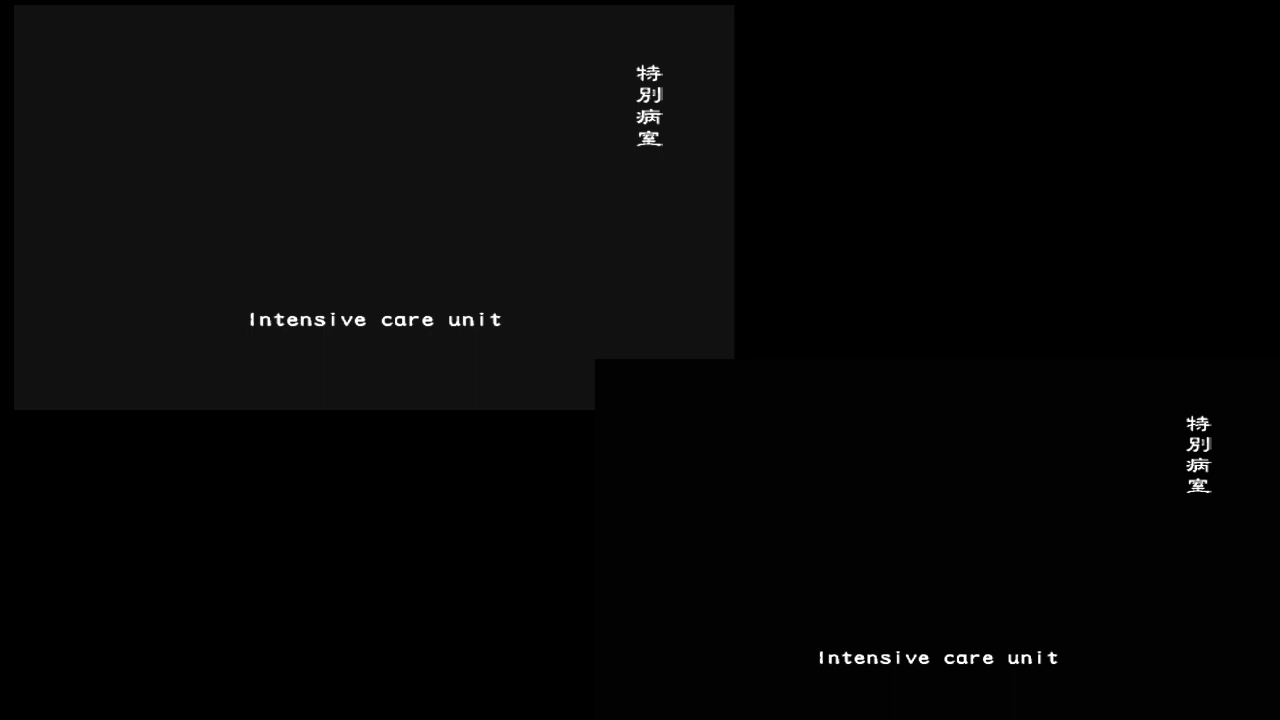 特別病室
Intensive care unit
特別病室
Intensive care unit